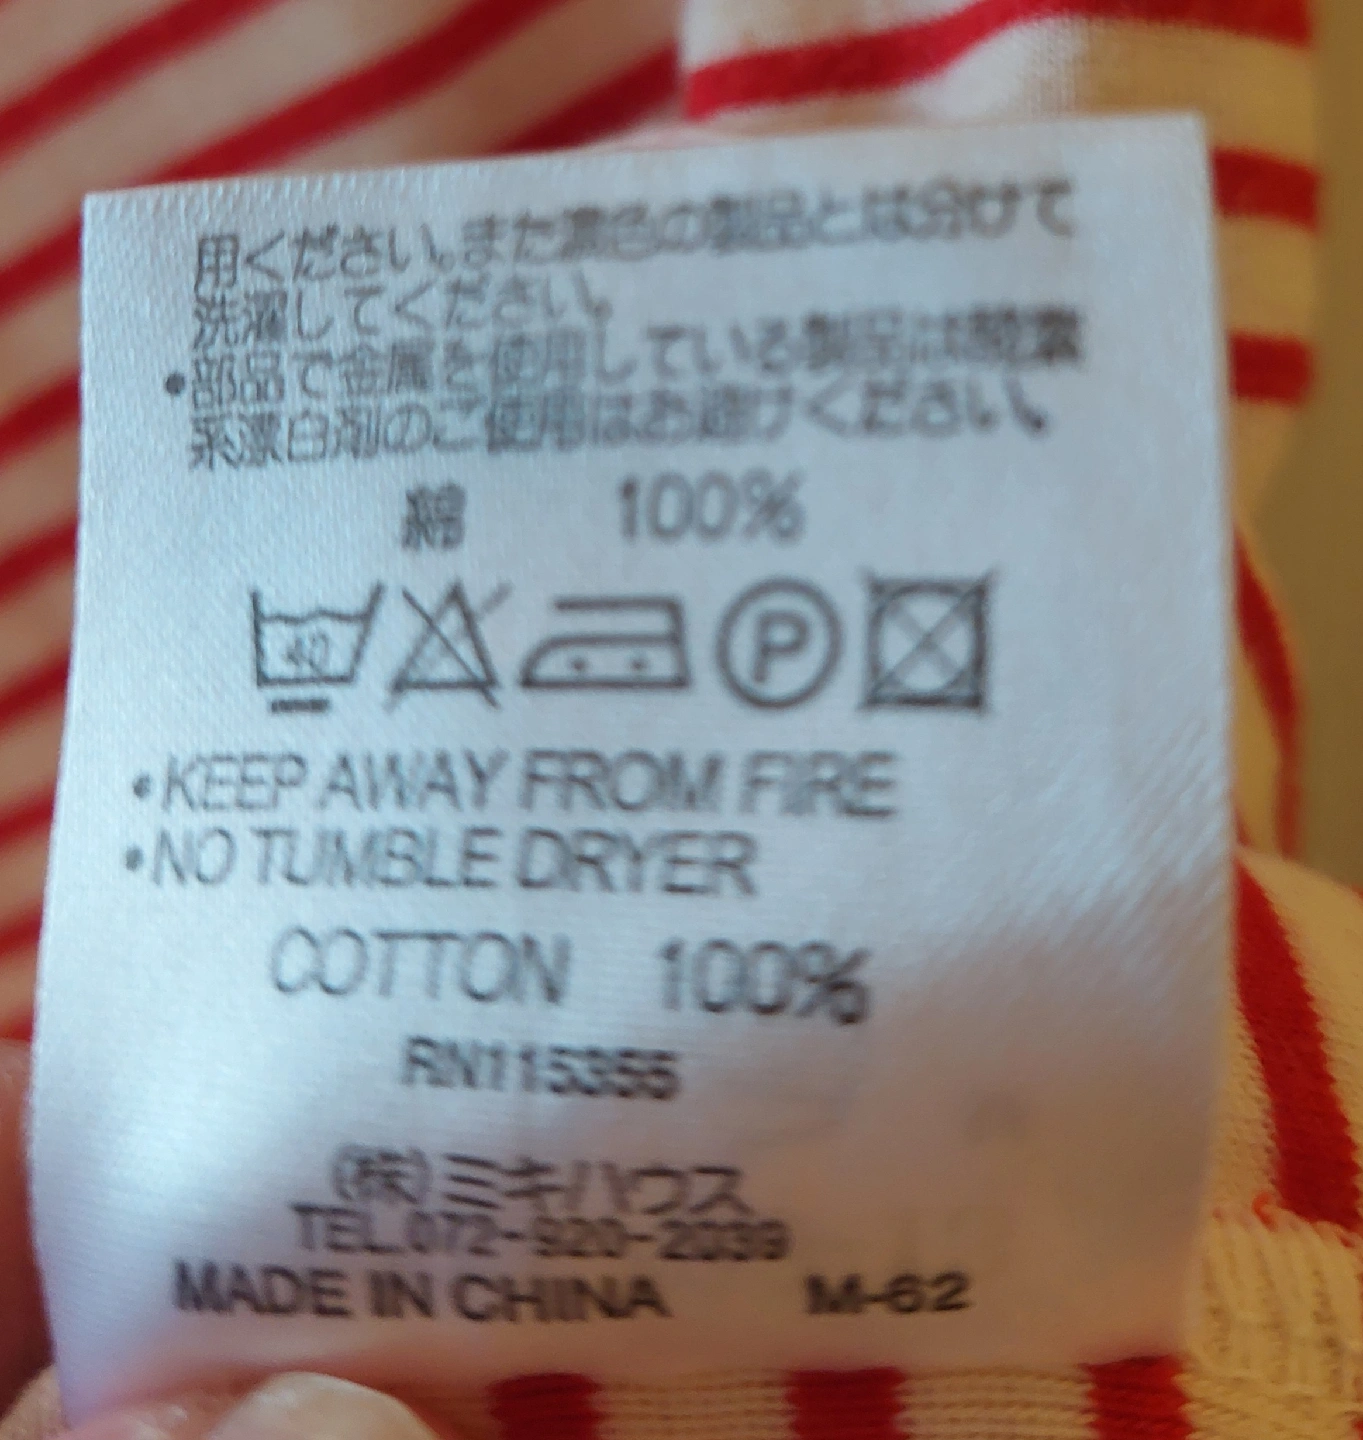 用ください。また濃色の製品とは分けて
洗濯してください。
•部品で金属を使用している製品は酸素
系漂白剤のご使用はお避けください。
綿 100%
40
P
•KEEP AWAY FROM FIRE
•NO TUMBLE DRYER
COTTON 100%
RN115355
(株)ミキハウス
TEL.072-920-2039
MADE IN CHINA M-62